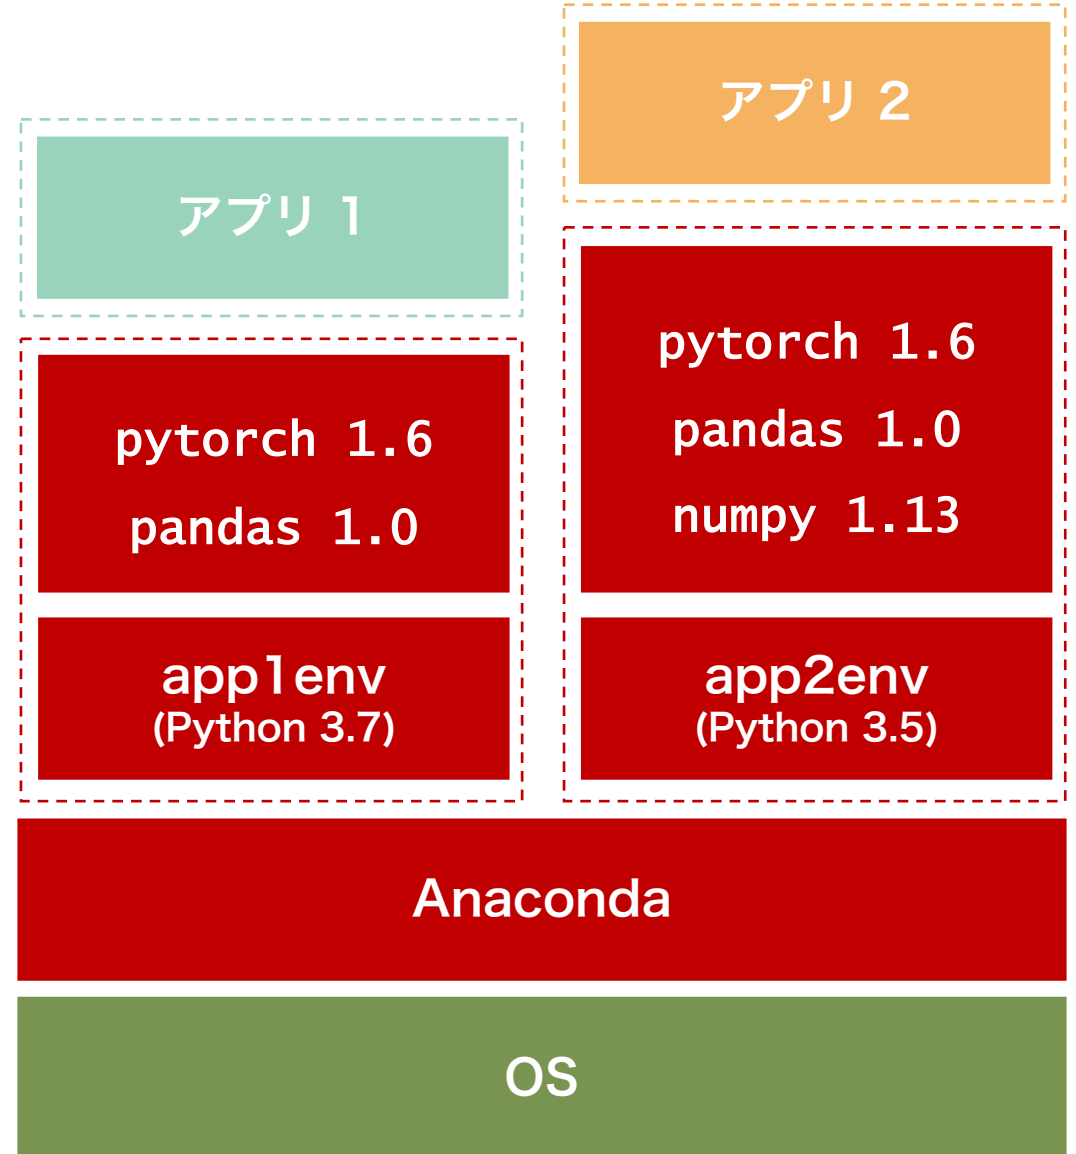 アプリ 1
pytorch 1.6
pandas 1.0
app1env
(Python 3.7)
アプリ 2
pytorch 1.6
pandas 1.0
numpy 1.13
app2env
(Python 3.5)
Anaconda
OS